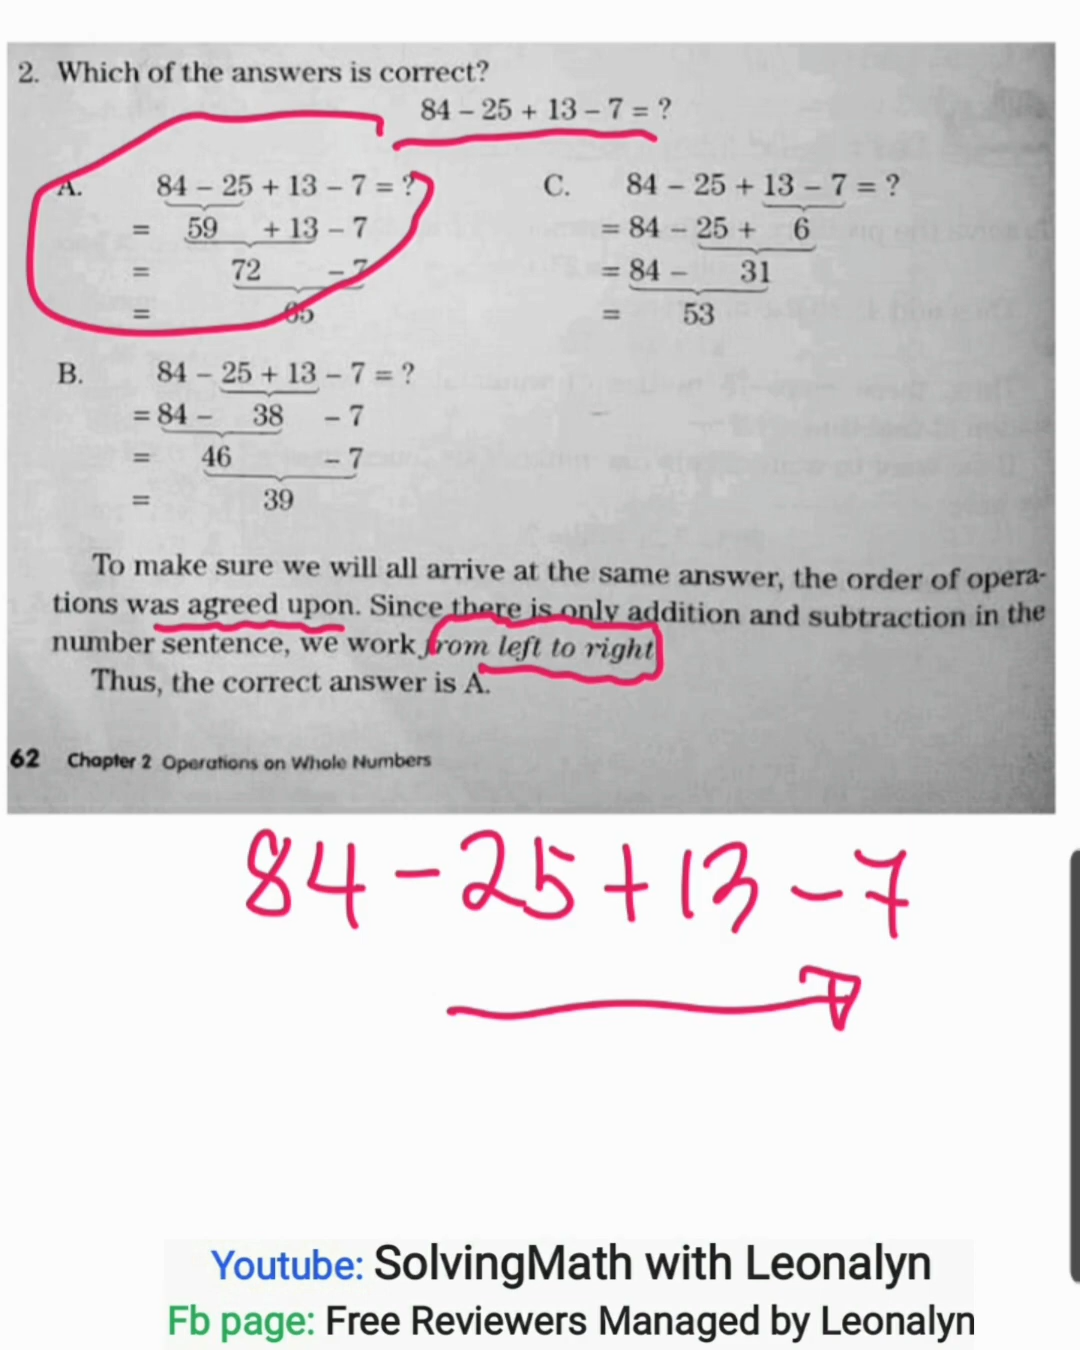 2. Which of the answers is correct?
84 – 25 + 13 – 7 = ?
A. 84 – 25 + 13 – 7 = ?
= 59 + 13 – 7
= 72 – 7
= 65
C. 84 – 25 + 13 – 7 = ?
= 84 – 25 + 6
= 84 – 31
= 53
B. 84 – 25 + 13 – 7 = ?
= 84 – 38 – 7
= 46 – 7
= 39
To make sure we will all arrive at the same answer, the order of opera-
tions was agreed upon. Since there is only addition and subtraction in the
number sentence, we work from left to right
Thus, the correct answer is A.
62 Chapter 2 Operations on Whole Numbers
84 – 25 + 13 – 7
Youtube: SolvingMath with Leonalyn
Fb page: Free Reviewers Managed by Leonalyn